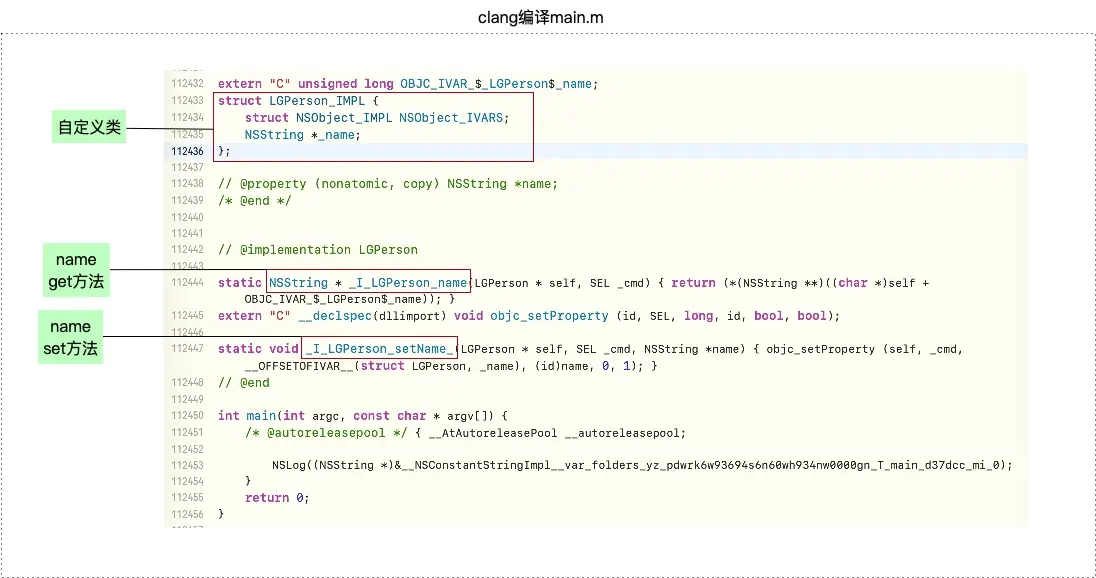 clang编译main.m
112432 extern "C" unsigned long OBJC_IVAR_$_LGPerson$_name;
自定义类
112433 struct LGPerson_IMPL {
112434 struct NSObject_IMPL NSObject_IVARS;
112435 NSString *_name;
112436 };
112437
112438 // @property (nonatomic, copy) NSString *name;
112439 /* @end */
112440
112441
112442 // @implementation LGPerson
112443
name
get方法
112444 static NSString * _I_LGPerson_name(LGPerson * self, SEL _cmd) { return (*(NSString **)((char *)self +
OBJC_IVAR_$_LGPerson$_name)); }
112445 extern "C" __declspec(dllimport) void objc_setProperty (id, SEL, long, id, bool, bool);
112446
name
set方法
112447 static void _I_LGPerson_setName_(LGPerson * self, SEL _cmd, NSString *name) { objc_setProperty (self, _cmd,
__OFFSETOFIVAR__(struct LGPerson, _name), (id)name, 0, 1); }
112448 // @end
112449
112450 int main(int argc, const char * argv[]) {
112451 /* @autoreleasepool */ { __AtAutoreleasePool __autoreleasepool;
112452
112453 NSLog((NSString *)&__NSConstantStringImpl__var_folders_yz_pdwrk6w93694s6n60wh934nw0000gn_T_main_d37dcc_mi_0);
112454 }
112455 return 0;
112456 }